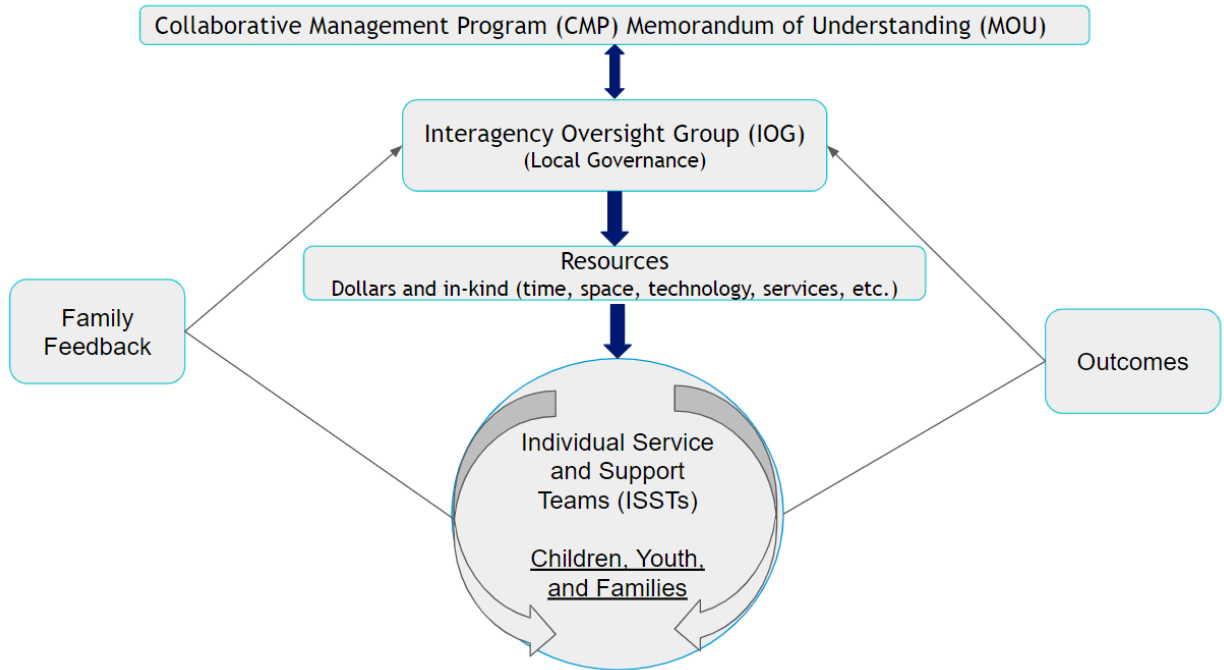 Collaborative Management Program (CMP) Memorandum of Understanding (MOU)
Interagency Oversight Group (IOG)
(Local Governance)
Resources
Dollars and in-kind (time, space, technology, services, etc.)
Family
Feedback
Outcomes
Individual Service
and Support
Teams (ISSTs)
Children, Youth,
and Families